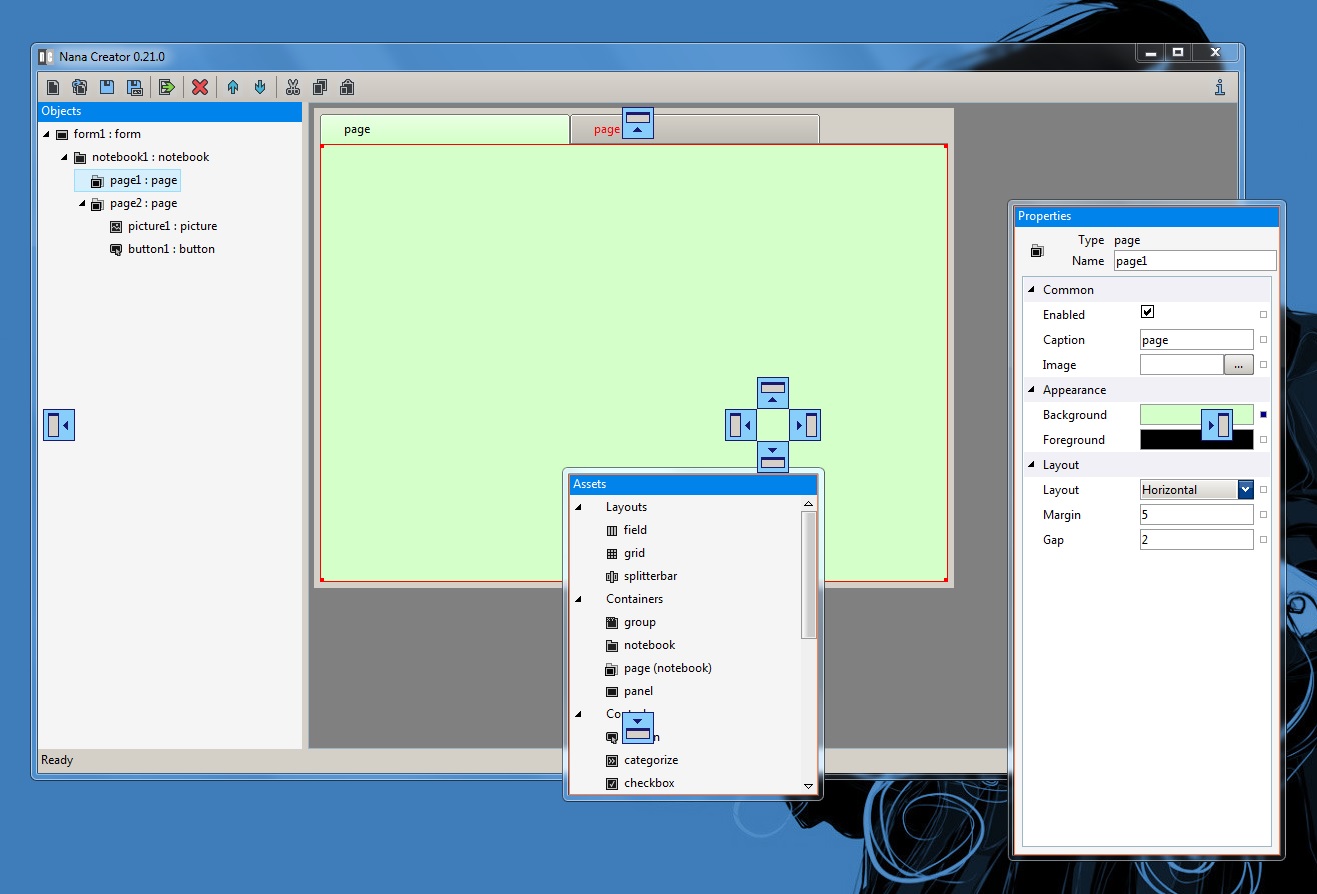 Nana Creator 0.21.0
Objects
form1 : form
notebook1 : notebook
page1 : page
page2 : page
picture1 : picture
button1 : button
page
page
Properties
Type page
Name page1
Common
Enabled
Caption page
Image ...
Appearance
Background
Foreground
Layout
Layout Horizontal
Margin 5
Gap 2
Assets
Layouts
field
grid
splitterbar
Containers
group
notebook
page (notebook)
panel
categorize
checkbox
Ready